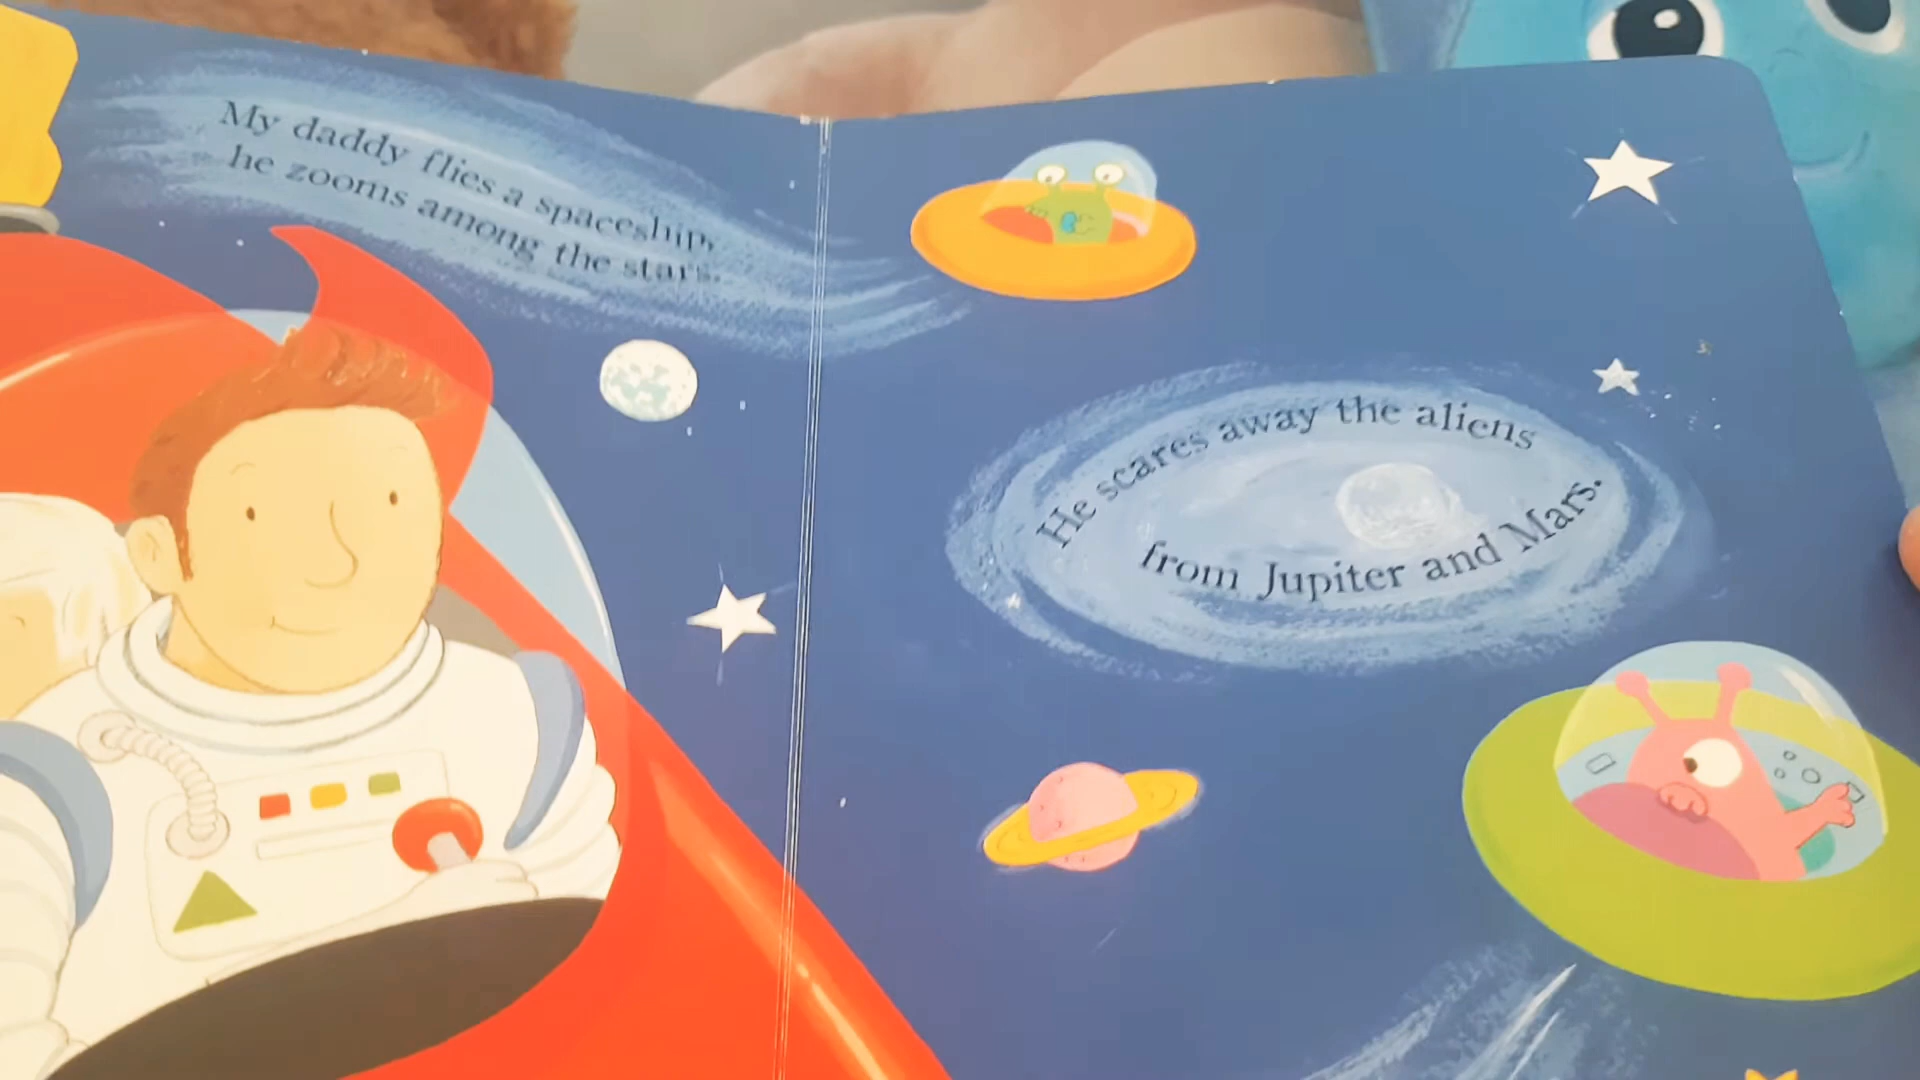 My daddy flies a spaceship,
he zooms among the stars.
He scares away the aliens
from Jupiter and Mars.